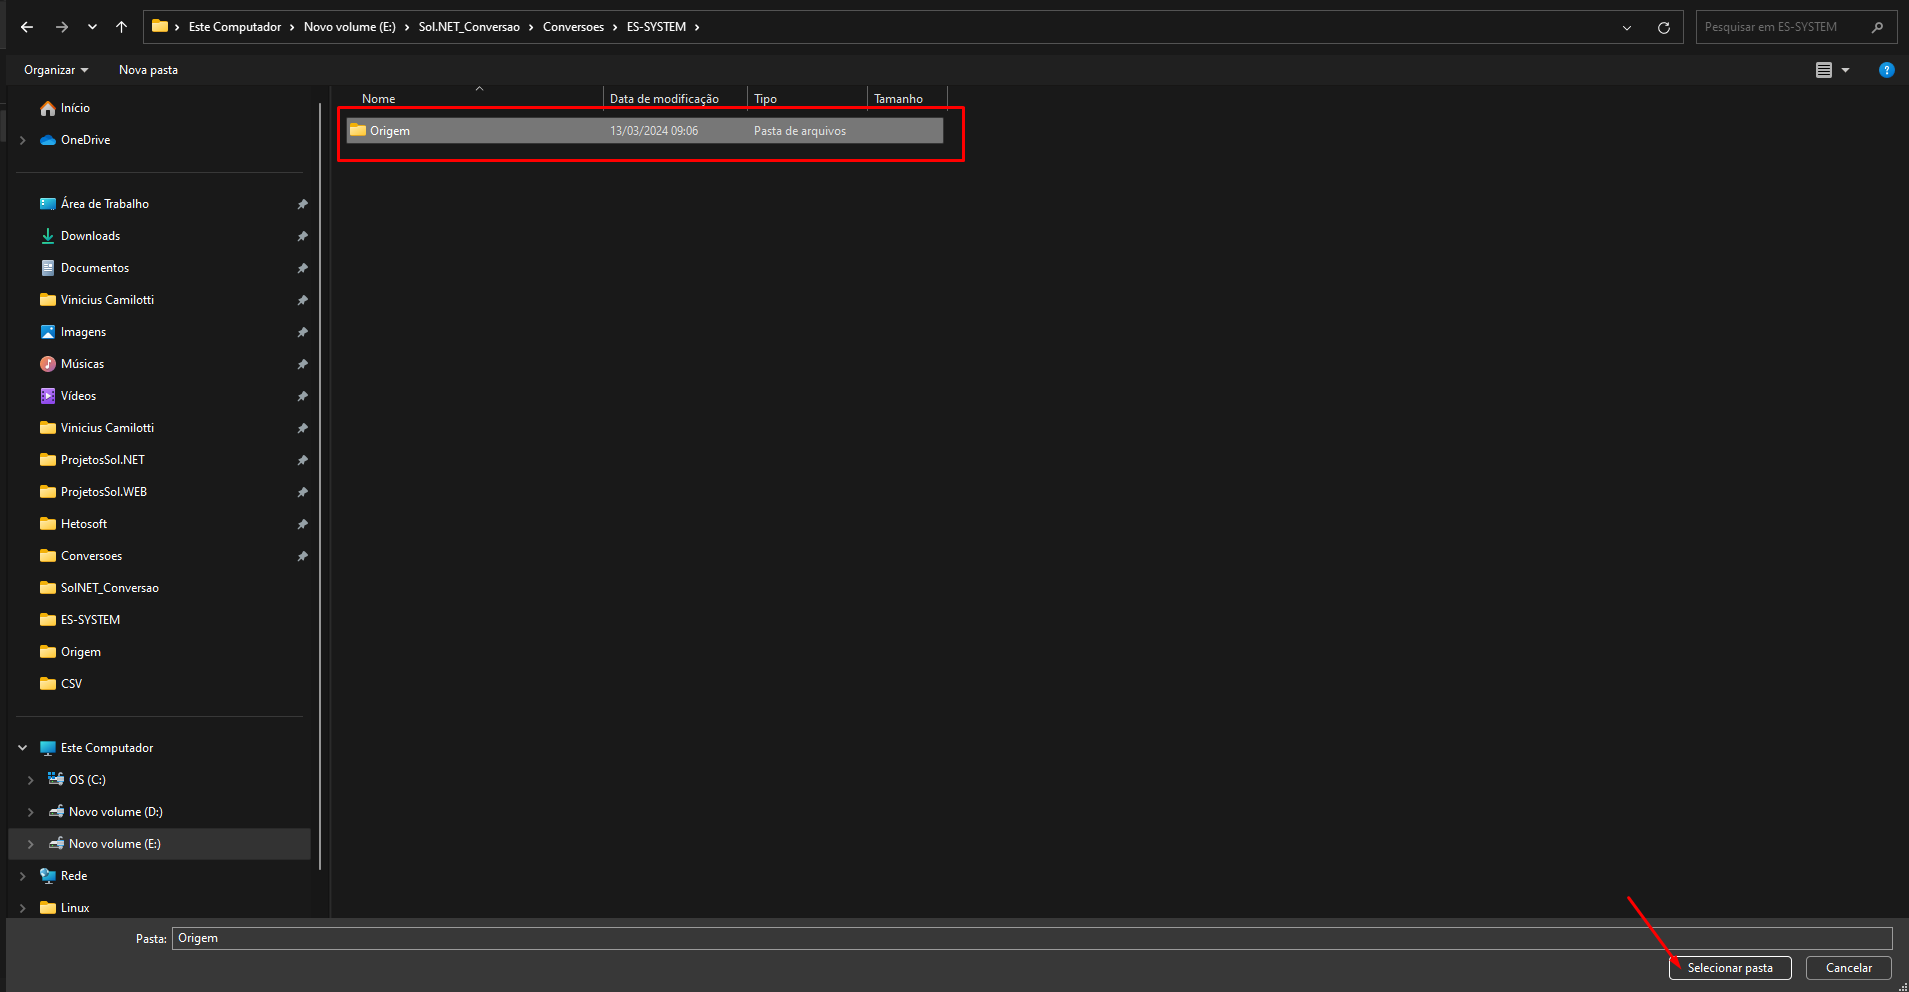 Este Computador > Novo volume (E:) > Sol.NET_Conversao > Conversoes > ES-SYSTEM >
Pesquisar em ES-SYSTEM
Organizar
Nova pasta
Nome
Data de modificação
Tipo
Tamanho
Origem
13/03/2024 09:06
Pasta de arquivos
Início
OneDrive
Área de Trabalho
Downloads
Documentos
Vinicius Camilotti
Imagens
Músicas
Vídeos
Vinicius Camilotti
ProjetosSol.NET
ProjetosSol.WEB
Hetosoft
Conversoes
SolNET_Conversao
ES-SYSTEM
Origem
CSV
Este Computador
OS (C:)
Novo volume (D:)
Novo volume (E:)
Rede
Linux
Pasta: Origem
Selecionar pasta
Cancelar